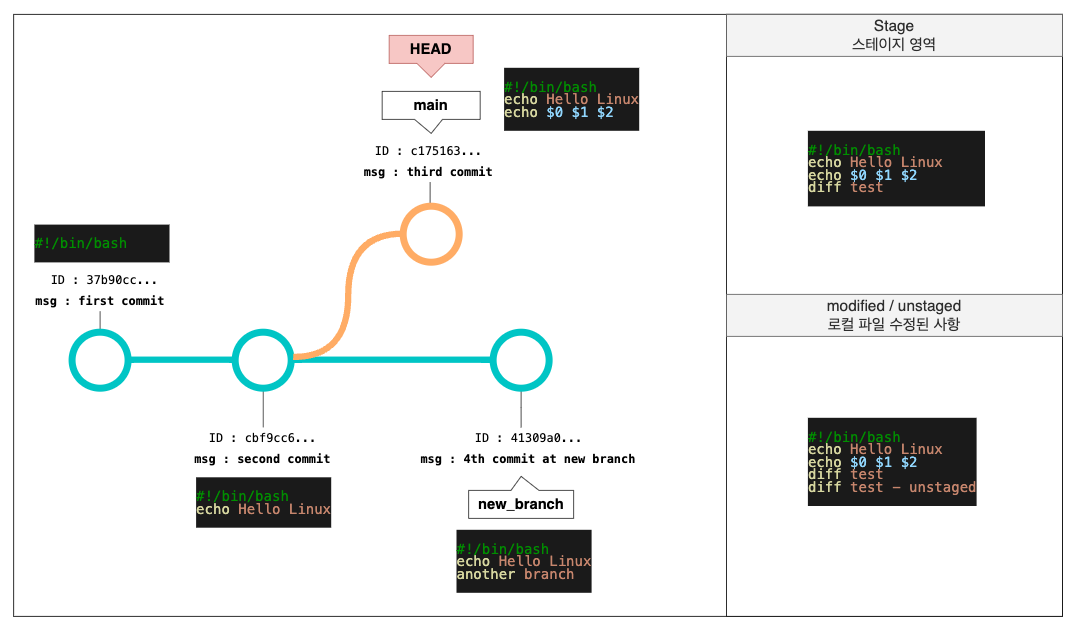 HEAD
main
#!/bin/bash
echo Hello Linux
echo $0 $1 $2
ID : c175163...
msg : third commit
#!/bin/bash
ID : 37b90cc...
msg : first commit
ID : cbf9cc6...
msg : second commit
#!/bin/bash
echo Hello Linux
ID : 41309a0...
msg : 4th commit at new branch
new_branch
#!/bin/bash
echo Hello Linux
another branch
Stage
스테이지 영역
#!/bin/bash
echo Hello Linux
echo $0 $1 $2
diff test
modified / unstaged
로컬 파일 수정된 사항
#!/bin/bash
echo Hello Linux
echo $0 $1 $2
diff test
diff test - unstaged